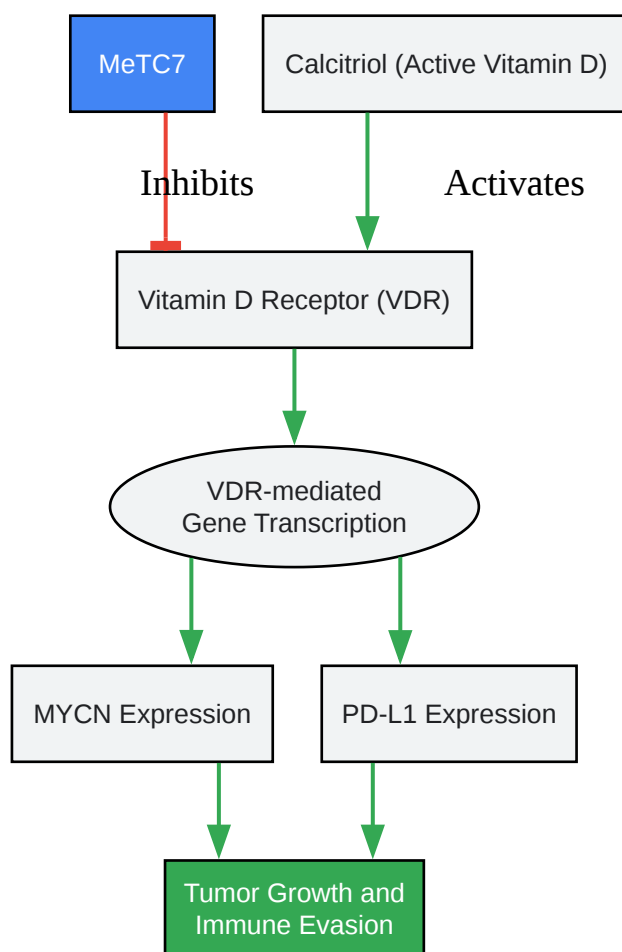 MeTC7
Calcitriol (Active Vitamin D)
Inhibits
Activates
Vitamin D Receptor (VDR)
VDR-mediated
Gene Transcription
MYCN Expression
PD-L1 Expression
Tumor Growth and
Immune Evasion